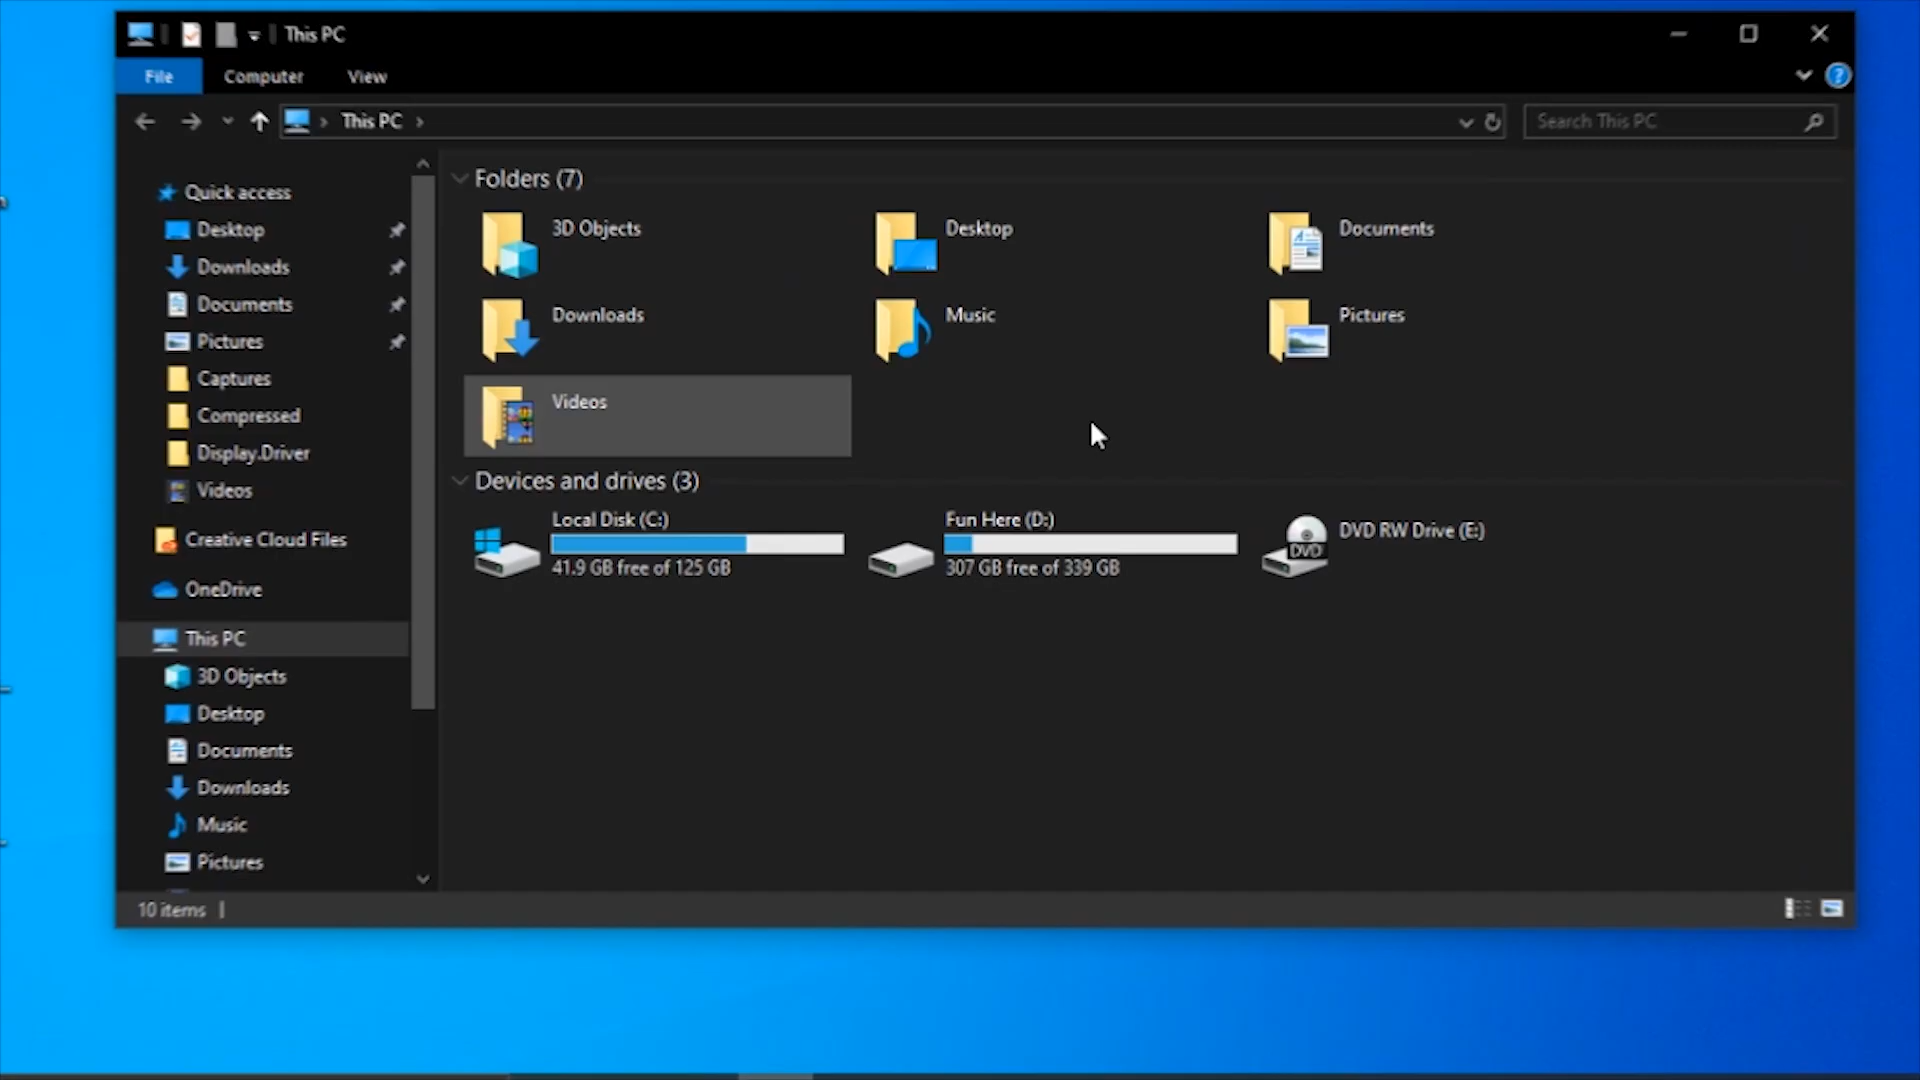 This PC
File
Computer
View
This PC
Search This PC
Quick access
Desktop
Downloads
Documents
Pictures
Captures
Compressed
Display.Driver
Videos
Creative Cloud Files
OneDrive
This PC
3D Objects
Desktop
Documents
Downloads
Music
Pictures
Folders (7)
3D Objects
Desktop
Documents
Downloads
Music
Pictures
Videos
Devices and drives (3)
Local Disk (C:)
41.9 GB free of 125 GB
Fun Here (D:)
307 GB free of 339 GB
DVD
DVD RW Drive (E:)
10 items